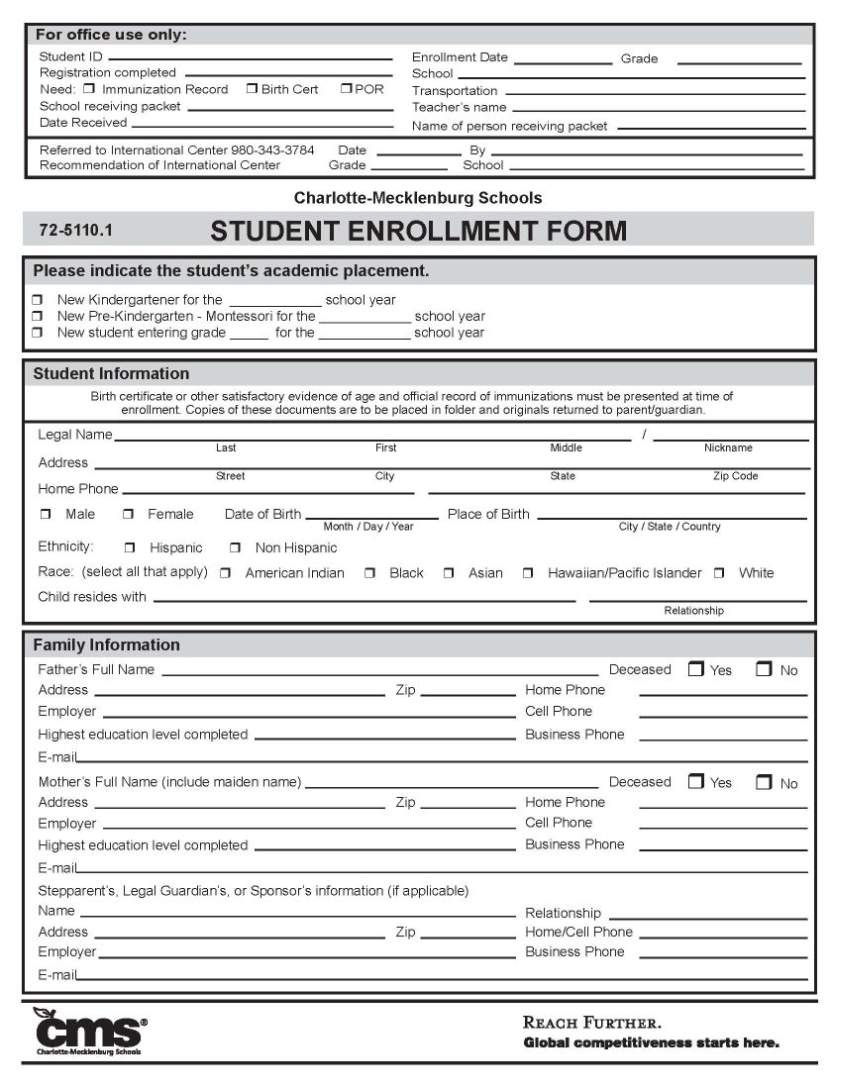 For office use only:
Student ID
Enrollment Date Grade
Registration completed
School
Need: ❒ Immunization Record ❒ Birth Cert ❒ POR
Transportation
School receiving packet
Teacher's name
Date Received
Name of person receiving packet
Referred to International Center 980-343-3784 Date By
Recommendation of International Center Grade School
Charlotte-Mecklenburg Schools
72-5110.1 STUDENT ENROLLMENT FORM
Please indicate the student's academic placement.
❒ New Kindergartener for the ____________ school year
❒ New Pre-Kindergarten - Montessori for the ____________ school year
❒ New student entering grade _____ for the ____________ school year
Student Information
Birth certificate or other satisfactory evidence of age and official record of immunizations must be presented at time of
enrollment. Copies of these documents are to be placed in folder and originals returned to parent/guardian.
Legal Name /
Last First Middle Nickname
Address
Street City State Zip Code
Home Phone
❒ Male ❒ Female Date of Birth Place of Birth
Month / Day / Year City / State / Country
Ethnicity: ❒ Hispanic ❒ Non Hispanic
Race: (select all that apply) ❒ American Indian ❒ Black ❒ Asian ❒ Hawaiian/Pacific Islander ❒ White
Child resides with
Relationship
Family Information
Father's Full Name Deceased ❒ Yes ❒ No
Address Zip Home Phone
Employer Cell Phone
Highest education level completed Business Phone
E-mail
Mother's Full Name (include maiden name) Deceased ❒ Yes ❒ No
Address Zip Home Phone
Employer Cell Phone
Highest education level completed Business Phone
E-mail
Stepparent's, Legal Guardian's, or Sponsor's information (if applicable)
Name Relationship
Address Zip Home/Cell Phone
Employer Business Phone
E-mail
cms®
Charlotte-Mecklenburg Schools
REACH FURTHER.
Global competitiveness starts here.